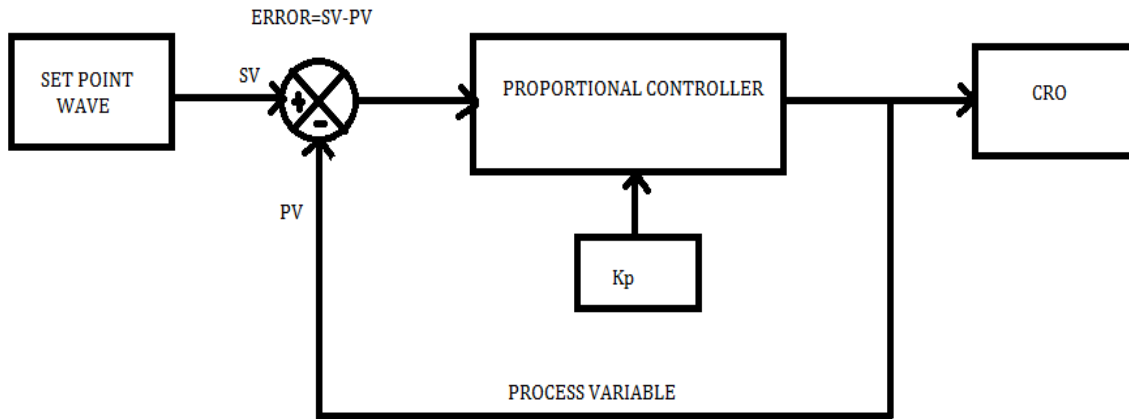 ERROR=SV-PV
SET POINT
WAVE
SV
+
-
PROPORTIONAL CONTROLLER
CRO
PV
Kp
PROCESS VARIABLE